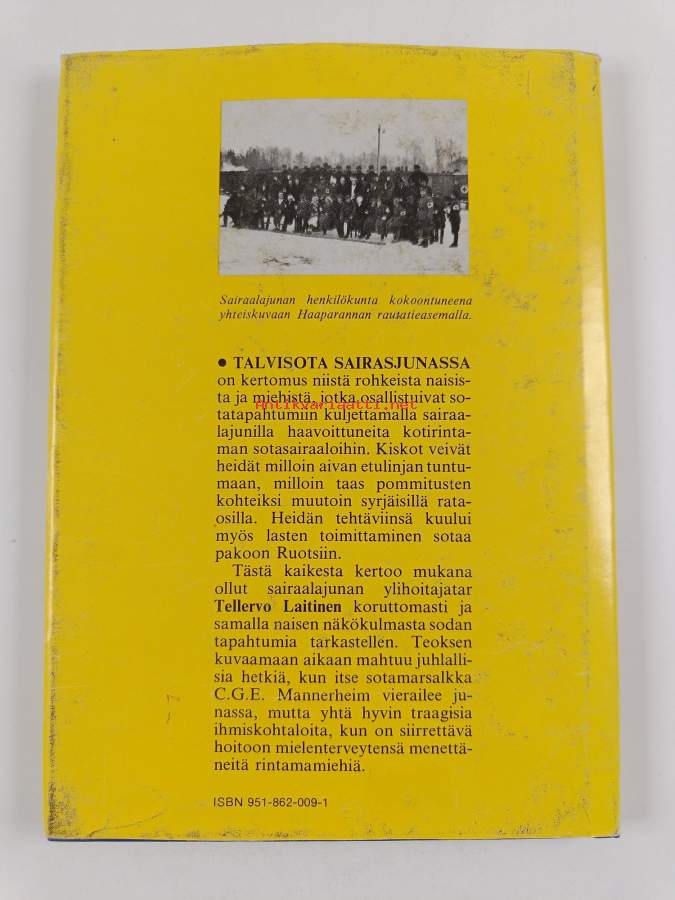 Sairaalajunan henkilökunta kokoontuneena
yhteiskuvaan Haaparannan rautatieasemalla.
● TALVISOTA SAIRASJUNASSA
on kertomus niistä rohkeista naisis-
ta ja miehistä, jotka osallistuivat so-
antikvariaatti.net
tatapahtumiin kuljettamalla sairaa-
lajunilla haavoittuneita kotirinta-
man sotasairaaloihin. Kiskot veivät
heidät milloin aivan etulinjan tuntu-
maan, milloin taas pommitusten
kohteiksi muutoin syrjäisillä rata-
osilla. Heidän tehtäviinsä kuului
myös lasten toimittaminen sotaa
pakoon Ruotsiin.
Tästä kaikesta kertoo mukana
ollut sairaalajunan ylihoitajatar
Tellervo Laitinen koruttomasti ja
samalla naisen näkökulmasta sodan
tapahtumia tarkastellen. Teoksen
kuvaamaan aikaan mahtuu juhlalli-
sia hetkiä, kun itse sotamarsalkka
C.G.E. Mannerheim vierailee ju-
nassa, mutta yhtä hyvin traagisia
ihmiskohtaloita, kun on siirrettävä
hoitoon mielenterveytensä menettä-
neitä rintamamiehiä.
ISBN 951-862-009-1